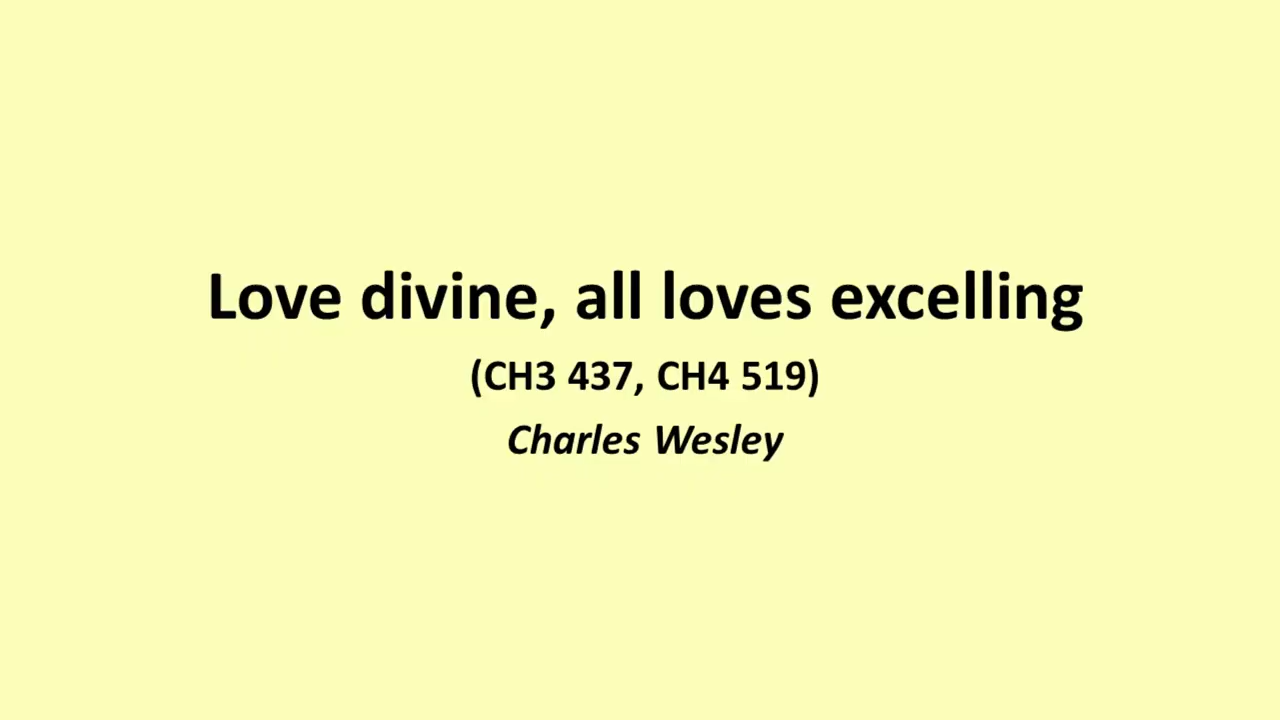 Love divine, all loves excelling
(CH3 437, CH4 519)
Charles Wesley